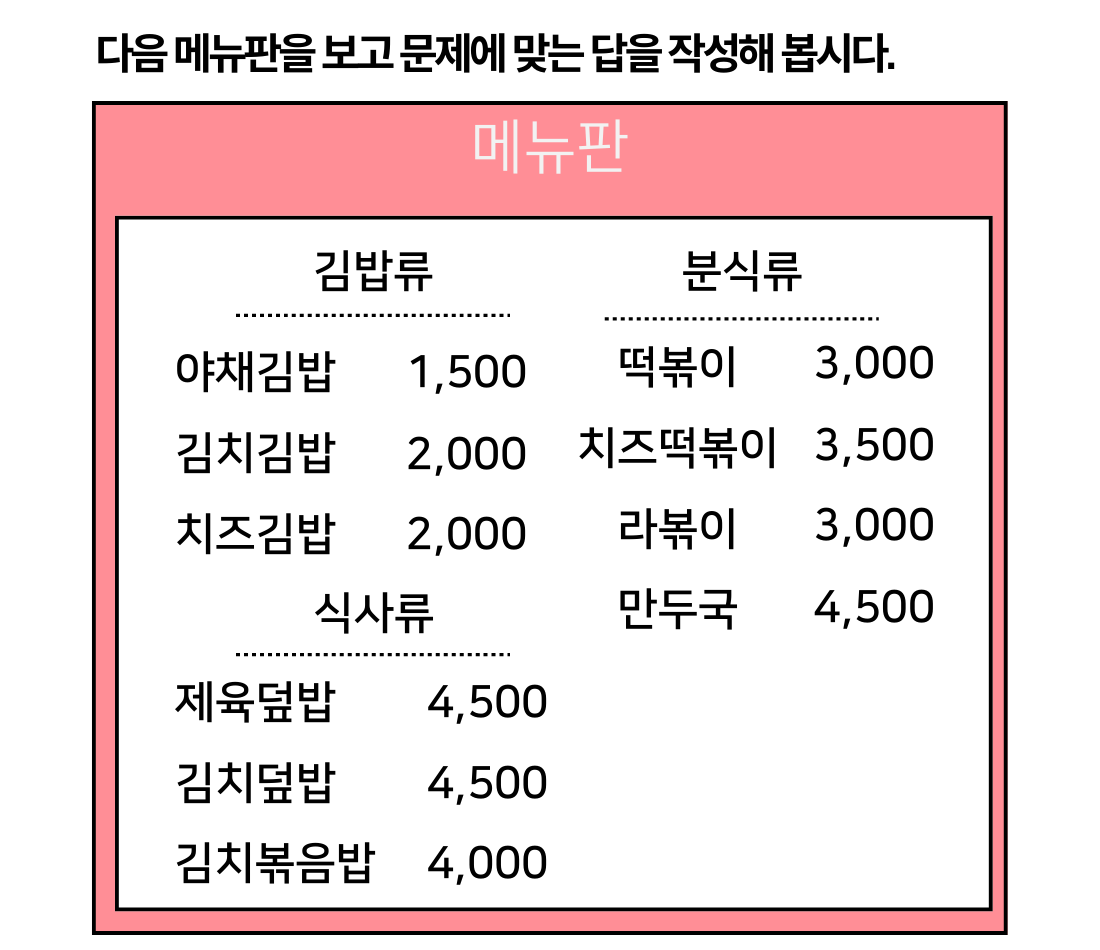 다음 메뉴판을 보고 문제에 맞는 답을 작성해 봅시다.
메뉴판
김밥류
야채김밥 1,500
김치김밥 2,000
치즈김밥 2,000
식사류
제육덮밥 4,500
김치덮밥 4,500
김치볶음밥 4,000
분식류
떡볶이 3,000
치즈떡볶이 3,500
라볶이 3,000
만두국 4,500